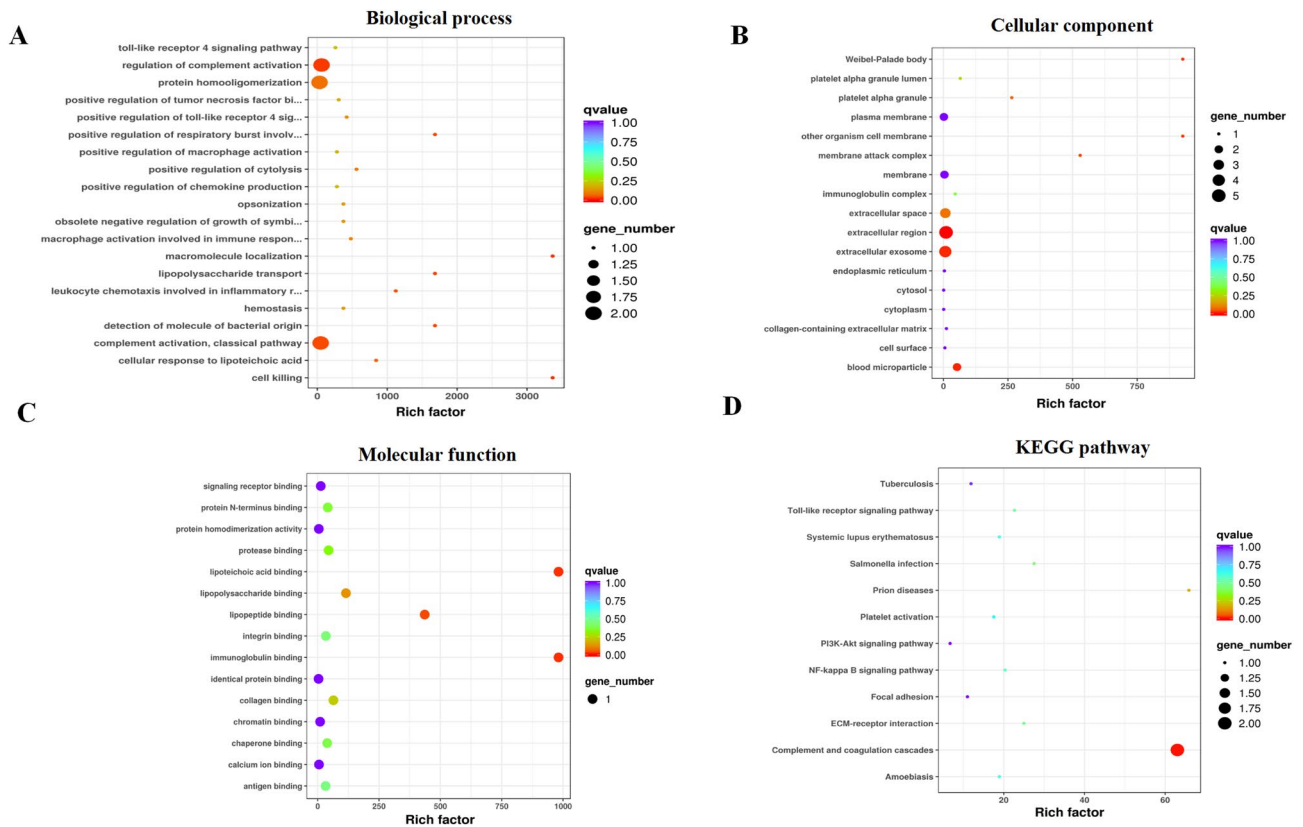 A
Biological process
toll-like receptor 4 signaling pathway
regulation of complement activation
protein homooligomerization
positive regulation of tumor necrosis factor bi...
positive regulation of toll-like receptor 4 sig...
positive regulation of respiratory burst involv...
positive regulation of macrophage activation
positive regulation of cytolysis
positive regulation of chemokine production
opsonization
obsolete negative regulation of growth of symbi...
macrophage activation involved in immune respon...
macromolecule localization
lipopolysaccharide transport
leukocyte chemotaxis involved in inflammatory r...
hemostasis
detection of molecule of bacterial origin
complement activation, classical pathway
cellular response to lipoteichoic acid
cell killing
0 1000 2000 3000
Rich factor
qvalue
1.00
0.75
0.50
0.25
0.00
gene_number
1.00
1.25
1.50
1.75
2.00
B
Cellular component
Weibel-Palade body
platelet alpha granule lumen
platelet alpha granule
plasma membrane
other organism cell membrane
membrane attack complex
membrane
immunoglobulin complex
extracellular space
extracellular region
extracellular exosome
endoplasmic reticulum
cytosol
cytoplasm
collagen-containing extracellular matrix
cell surface
blood microparticle
0 250 500 750
Rich factor
gene_number
1
2
3
4
5
qvalue
1.00
0.75
0.50
0.25
0.00
C
Molecular function
signaling receptor binding
protein N-terminus binding
protein homodimerization activity
protease binding
lipoteichoic acid binding
lipopolysaccharide binding
lipopeptide binding
integrin binding
immunoglobulin binding
identical protein binding
collagen binding
chromatin binding
chaperone binding
calcium ion binding
antigen binding
0 250 500 750 1000
Rich factor
qvalue
1.00
0.75
0.50
0.25
0.00
gene_number
1
D
KEGG pathway
Tuberculosis
Toll-like receptor signaling pathway
Systemic lupus erythematosus
Salmonella infection
Prion diseases
Platelet activation
PI3K-Akt signaling pathway
NF-kappa B signaling pathway
Focal adhesion
ECM-receptor interaction
Complement and coagulation cascades
Amoebiasis
20 40 60
Rich factor
qvalue
1.00
0.75
0.50
0.25
0.00
gene_number
1.00
1.25
1.50
1.75
2.00